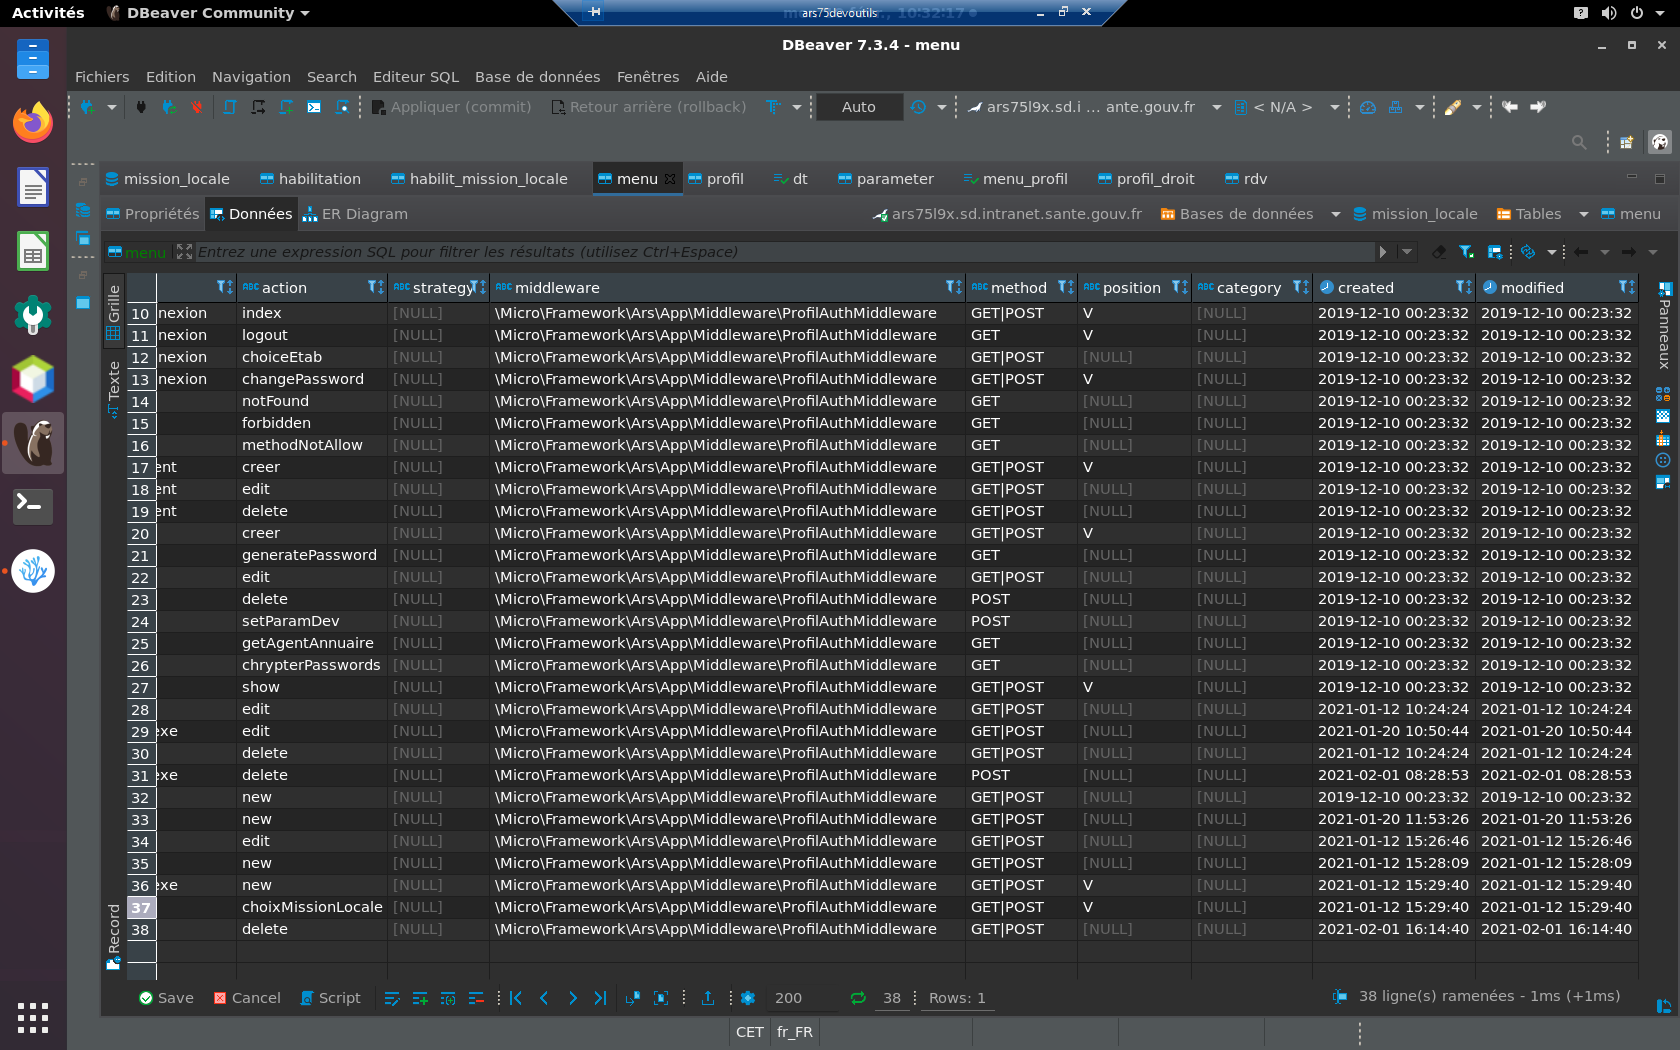 Activités DBeaver Community ars75devoutils
DBeaver 7.3.4 - menu
Fichiers Edition Navigation Search Editeur SQL Base de données Fenêtres Aide
Appliquer (commit) Retour arrière (rollback) Auto ars75l9x.sd.i ... ante.gouv.fr < N/A >
mission_locale habilitation habilit_mission_locale menu profil dt parameter menu_profil profil_droit rdv
Propriétés Données ER Diagram ars75l9x.sd.intranet.sante.gouv.fr Bases de données mission_locale Tables menu
menu Entrez une expression SQL pour filtrer les résultats (utilisez Ctrl+Espace)
Grille
Texte
Record
Panneaux
action strategy middleware method position category created modified
10 nexion index [NULL] \Micro\Framework\Ars\App\Middleware\ProfilAuthMiddleware GET|POST V [NULL] 2019-12-10 00:23:32 2019-12-10 00:23:32
11 nexion logout [NULL] \Micro\Framework\Ars\App\Middleware\ProfilAuthMiddleware GET V [NULL] 2019-12-10 00:23:32 2019-12-10 00:23:32
12 nexion choiceEtab [NULL] \Micro\Framework\Ars\App\Middleware\ProfilAuthMiddleware GET|POST [NULL] [NULL] 2019-12-10 00:23:32 2019-12-10 00:23:32
13 nexion changePassword [NULL] \Micro\Framework\Ars\App\Middleware\ProfilAuthMiddleware GET|POST V [NULL] 2019-12-10 00:23:32 2019-12-10 00:23:32
14 notFound [NULL] \Micro\Framework\Ars\App\Middleware\ProfilAuthMiddleware GET [NULL] [NULL] 2019-12-10 00:23:32 2019-12-10 00:23:32
15 forbidden [NULL] \Micro\Framework\Ars\App\Middleware\ProfilAuthMiddleware GET [NULL] [NULL] 2019-12-10 00:23:32 2019-12-10 00:23:32
16 methodNotAllow [NULL] \Micro\Framework\Ars\App\Middleware\ProfilAuthMiddleware GET [NULL] [NULL] 2019-12-10 00:23:32 2019-12-10 00:23:32
17 ent creer [NULL] \Micro\Framework\Ars\App\Middleware\ProfilAuthMiddleware GET|POST V [NULL] 2019-12-10 00:23:32 2019-12-10 00:23:32
18 ent edit [NULL] \Micro\Framework\Ars\App\Middleware\ProfilAuthMiddleware GET|POST [NULL] [NULL] 2019-12-10 00:23:32 2019-12-10 00:23:32
19 ent delete [NULL] \Micro\Framework\Ars\App\Middleware\ProfilAuthMiddleware GET|POST [NULL] [NULL] 2019-12-10 00:23:32 2019-12-10 00:23:32
20 creer [NULL] \Micro\Framework\Ars\App\Middleware\ProfilAuthMiddleware GET|POST V [NULL] 2019-12-10 00:23:32 2019-12-10 00:23:32
21 generatePassword [NULL] \Micro\Framework\Ars\App\Middleware\ProfilAuthMiddleware GET [NULL] [NULL] 2019-12-10 00:23:32 2019-12-10 00:23:32
22 edit [NULL] \Micro\Framework\Ars\App\Middleware\ProfilAuthMiddleware GET|POST [NULL] [NULL] 2019-12-10 00:23:32 2019-12-10 00:23:32
23 delete [NULL] \Micro\Framework\Ars\App\Middleware\ProfilAuthMiddleware POST [NULL] [NULL] 2019-12-10 00:23:32 2019-12-10 00:23:32
24 setParamDev [NULL] \Micro\Framework\Ars\App\Middleware\ProfilAuthMiddleware POST [NULL] [NULL] 2019-12-10 00:23:32 2019-12-10 00:23:32
25 getAgentAnnuaire [NULL] \Micro\Framework\Ars\App\Middleware\ProfilAuthMiddleware GET [NULL] [NULL] 2019-12-10 00:23:32 2019-12-10 00:23:32
26 chrypterPasswords [NULL] \Micro\Framework\Ars\App\Middleware\ProfilAuthMiddleware GET [NULL] [NULL] 2019-12-10 00:23:32 2019-12-10 00:23:32
27 show [NULL] \Micro\Framework\Ars\App\Middleware\ProfilAuthMiddleware GET|POST V [NULL] 2019-12-10 00:23:32 2019-12-10 00:23:32
28 edit [NULL] \Micro\Framework\Ars\App\Middleware\ProfilAuthMiddleware GET|POST [NULL] [NULL] 2021-01-12 10:24:24 2021-01-12 10:24:24
29 exe edit [NULL] \Micro\Framework\Ars\App\Middleware\ProfilAuthMiddleware GET|POST [NULL] [NULL] 2021-01-20 10:50:44 2021-01-20 10:50:44
30 delete [NULL] \Micro\Framework\Ars\App\Middleware\ProfilAuthMiddleware GET|POST [NULL] [NULL] 2021-01-12 10:24:24 2021-01-12 10:24:24
31 exe delete [NULL] \Micro\Framework\Ars\App\Middleware\ProfilAuthMiddleware POST [NULL] [NULL] 2021-02-01 08:28:53 2021-02-01 08:28:53
32 new [NULL] \Micro\Framework\Ars\App\Middleware\ProfilAuthMiddleware GET|POST [NULL] [NULL] 2019-12-10 00:23:32 2019-12-10 00:23:32
33 new [NULL] \Micro\Framework\Ars\App\Middleware\ProfilAuthMiddleware GET|POST [NULL] [NULL] 2021-01-20 11:53:26 2021-01-20 11:53:26
34 edit [NULL] \Micro\Framework\Ars\App\Middleware\ProfilAuthMiddleware GET|POST [NULL] [NULL] 2021-01-12 15:26:46 2021-01-12 15:26:46
35 new [NULL] \Micro\Framework\Ars\App\Middleware\ProfilAuthMiddleware GET|POST [NULL] [NULL] 2021-01-12 15:28:09 2021-01-12 15:28:09
36 exe new [NULL] \Micro\Framework\Ars\App\Middleware\ProfilAuthMiddleware GET|POST V [NULL] 2021-01-12 15:29:40 2021-01-12 15:29:40
37 choixMissionLocale [NULL] \Micro\Framework\Ars\App\Middleware\ProfilAuthMiddleware GET|POST V [NULL] 2021-01-12 15:29:40 2021-01-12 15:29:40
38 delete [NULL] \Micro\Framework\Ars\App\Middleware\ProfilAuthMiddleware GET|POST [NULL] [NULL] 2021-02-01 16:14:40 2021-02-01 16:14:40
Save Cancel Script 200 38 Rows: 1 38 ligne(s) ramenées - 1ms (+1ms)
CET fr_FR